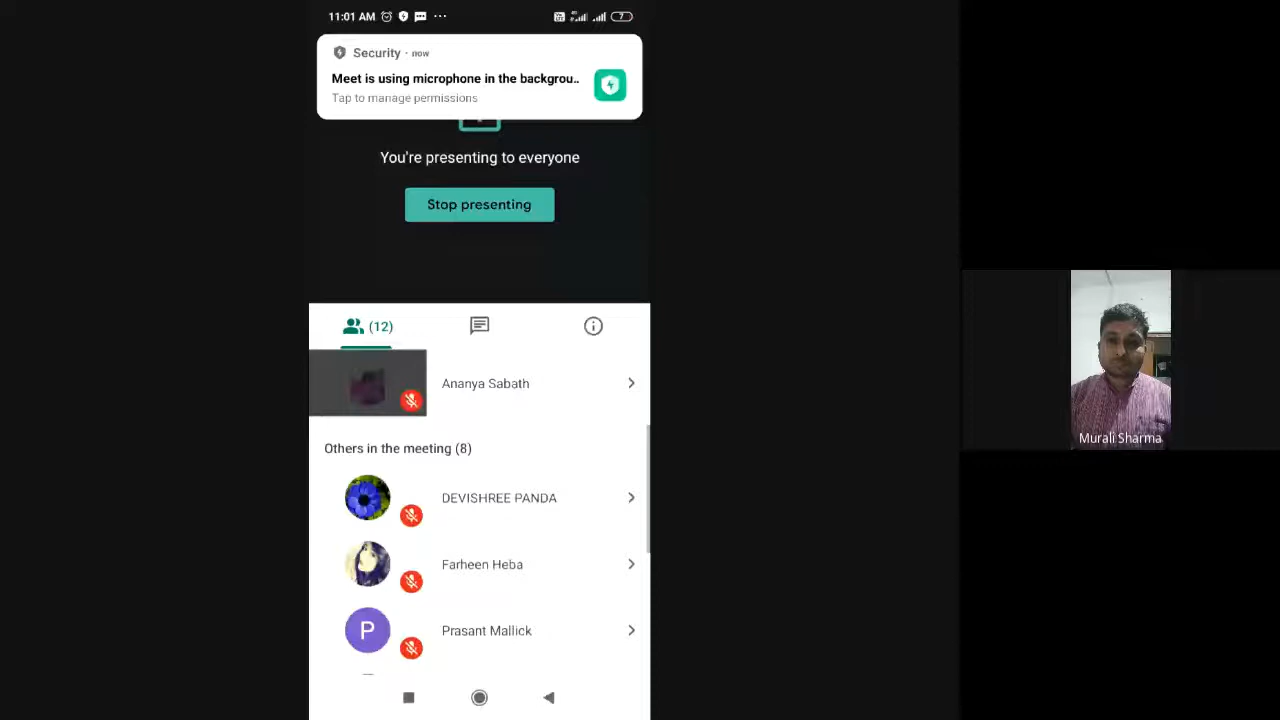 11:01 AM ···
4G
7
Security · now
Meet is using microphone in the backgrou..
Tap to manage permissions
You're presenting to everyone
Stop presenting
(12)
Ananya Sabath
Others in the meeting (8)
DEVISHREE PANDA
Farheen Heba
P
Prasant Mallick
Murali Sharma